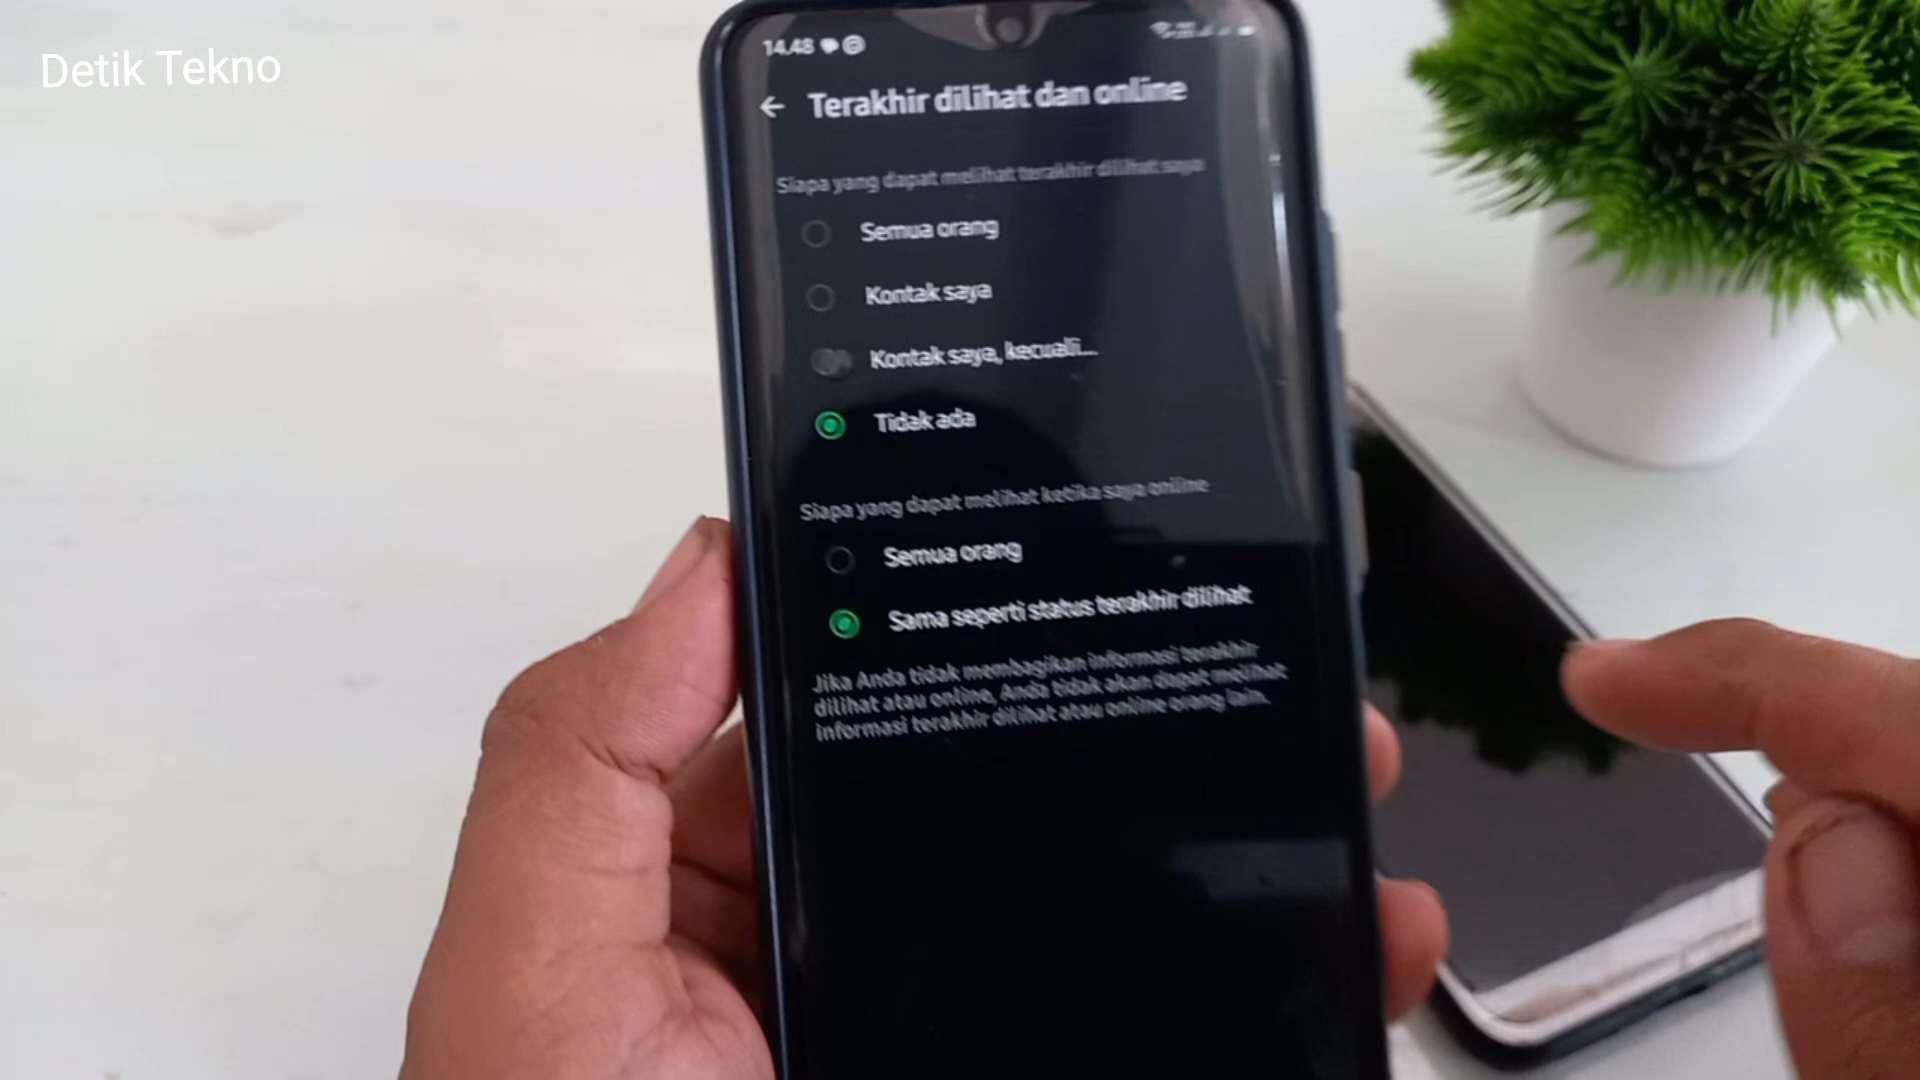 Detik Tekno
14.48
Terakhir dilihat dan online
Siapa yang dapat melihat terakhir dilihat saya
Semua orang
Kontak saya
Kontak saya, kecuali...
Tidak ada
Siapa yang dapat melihat ketika saya online
Semua orang
Sama seperti status terakhir dilihat
Jika Anda tidak membagikan informasi terakhir
dilihat atau online, Anda tidak akan dapat melihat
informasi terakhir dilihat atau online orang lain.